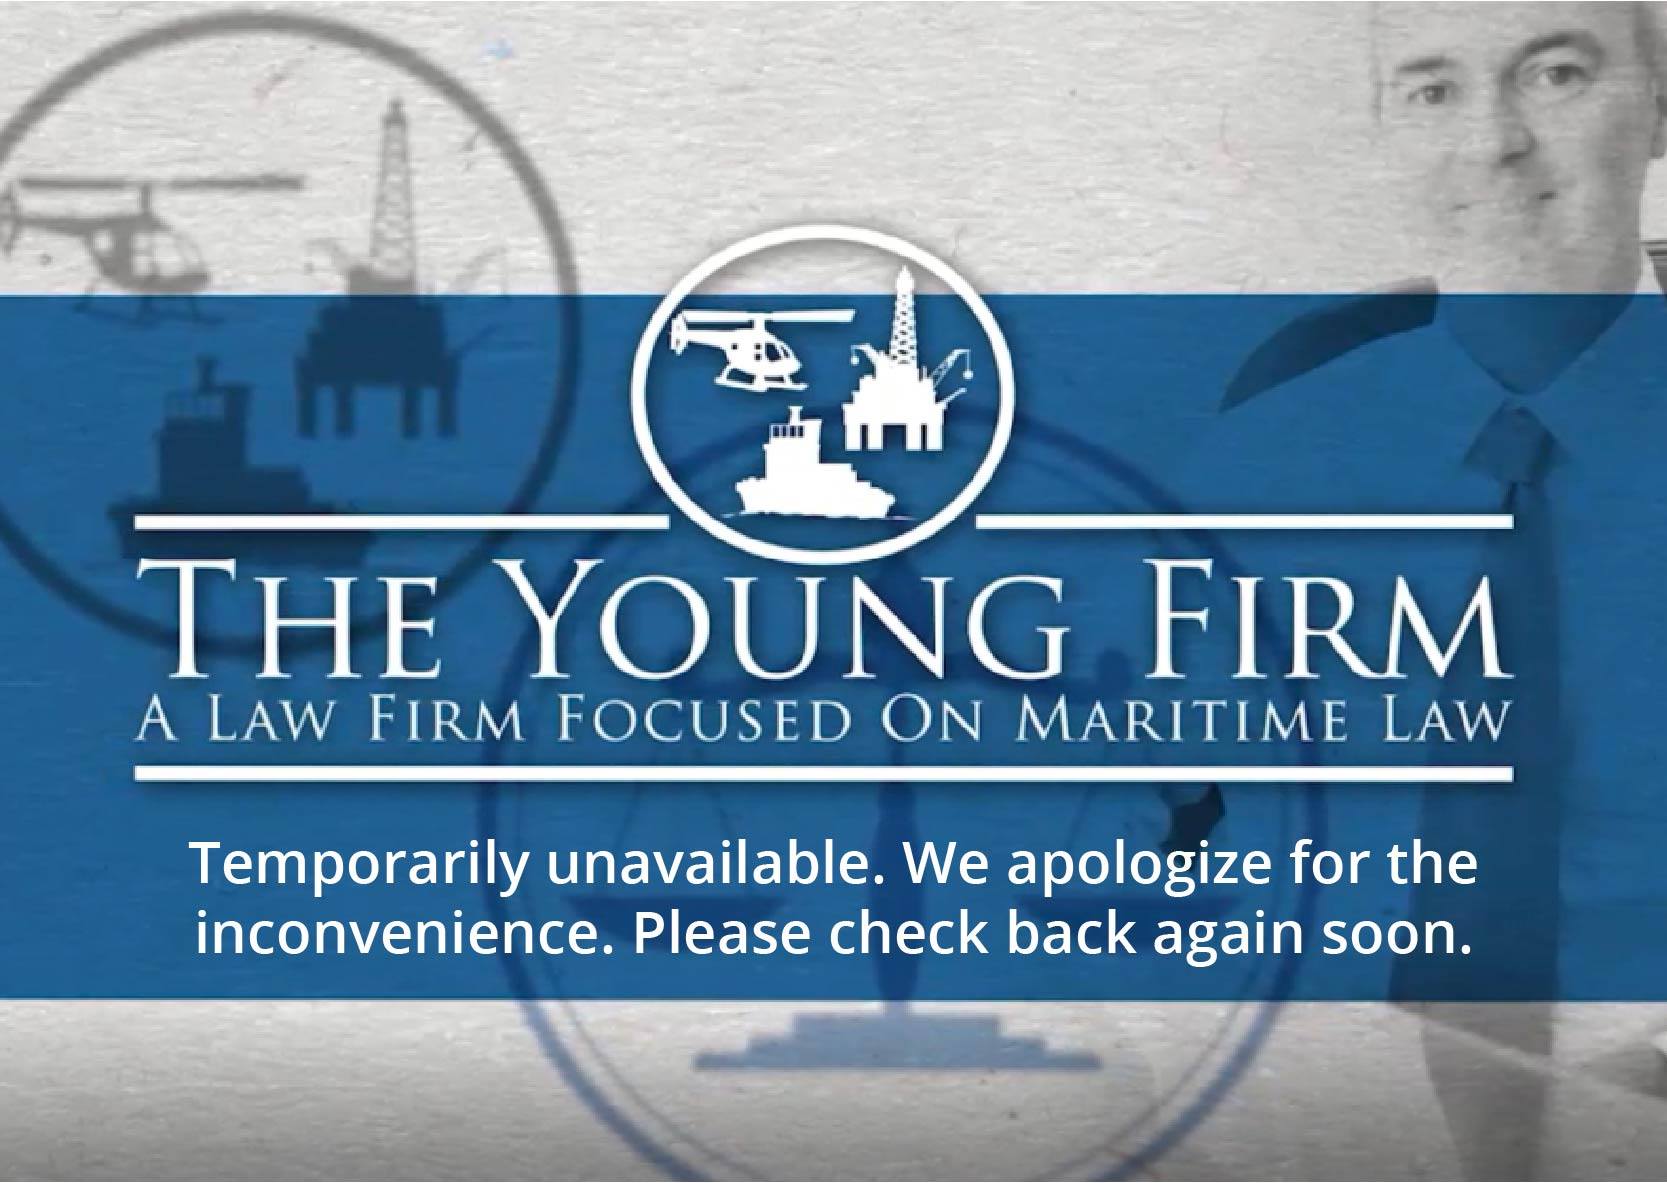 THE YOUNG FIRM
A LAW FIRM FOCUSED ON MARITIME LAW
Temporarily unavailable. We apologize for the
inconvenience. Please check back again soon.